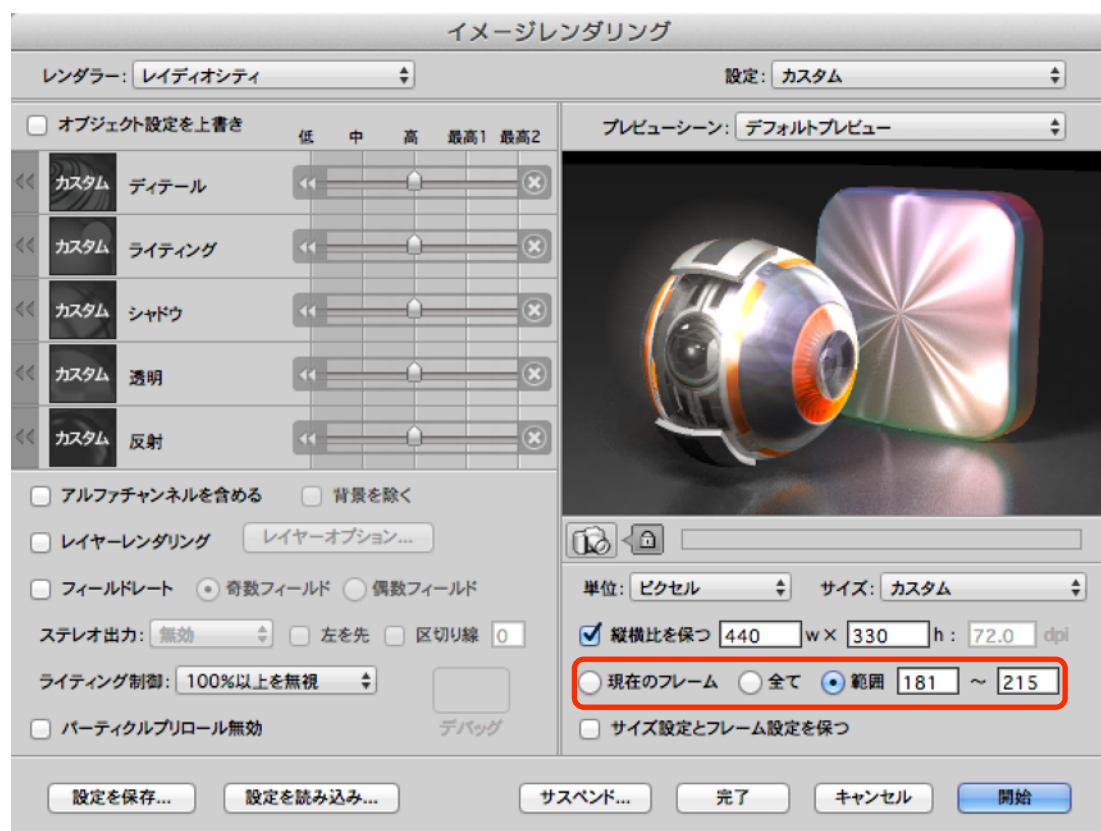 イメージレンダリング
レンダラー: レイディオシティ
設定: カスタム
オブジェクト設定を上書き
低 中 高 最高1 最高2
カスタム ディテール
カスタム ライティング
カスタム シャドウ
カスタム 透明
カスタム 反射
アルファチャンネルを含める 背景を除く
レイヤーレンダリング レイヤーオプション...
フィールドレート 奇数フィールド 偶数フィールド
ステレオ出力: 無効 左を先 区切り線 0
ライティング制御: 100%以上を無視
パーティクルプリロール無効 デバッグ
プレビューシーン: デフォルトプレビュー
単位: ピクセル サイズ: カスタム
縦横比を保つ 440 w× 330 h: 72.0 dpi
現在のフレーム 全て 範囲 181 ～ 215
サイズ設定とフレーム設定を保つ
設定を保存... 設定を読み込み... サスペンド... 完了 キャンセル 開始